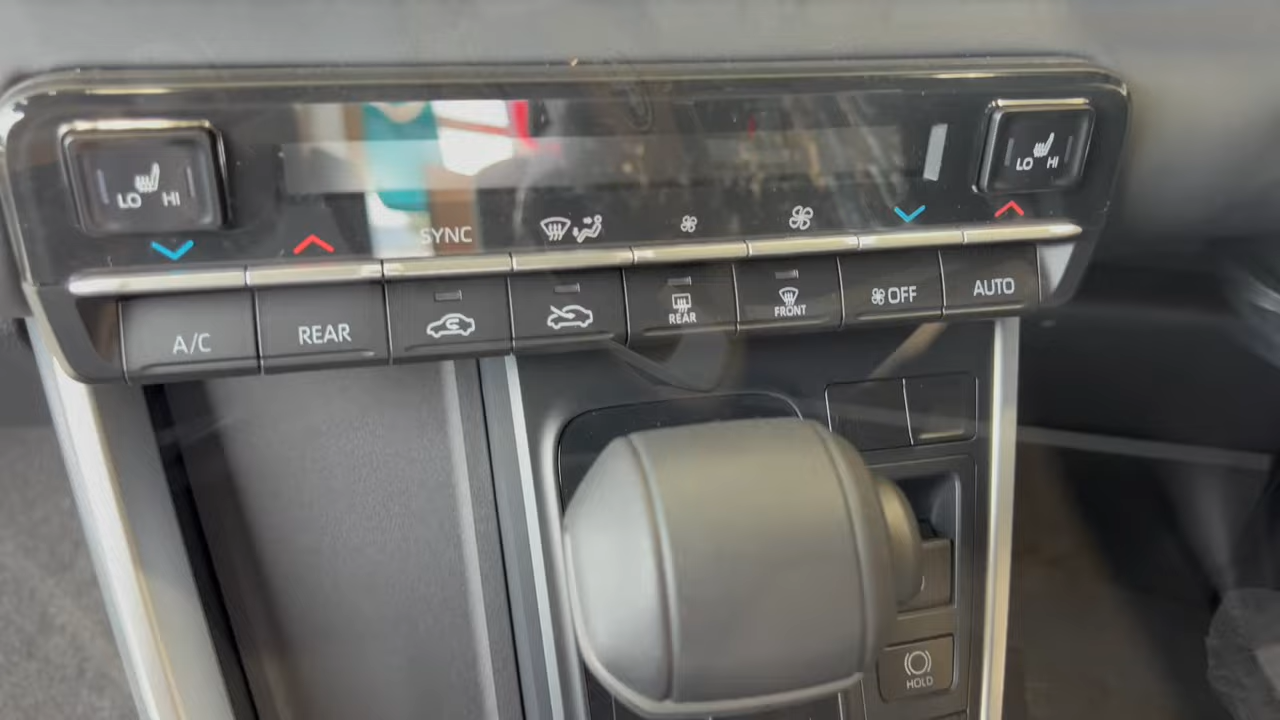 LO HI
LO HI
SYNC
A/C
REAR
REAR
FRONT
OFF
AUTO
HOLD